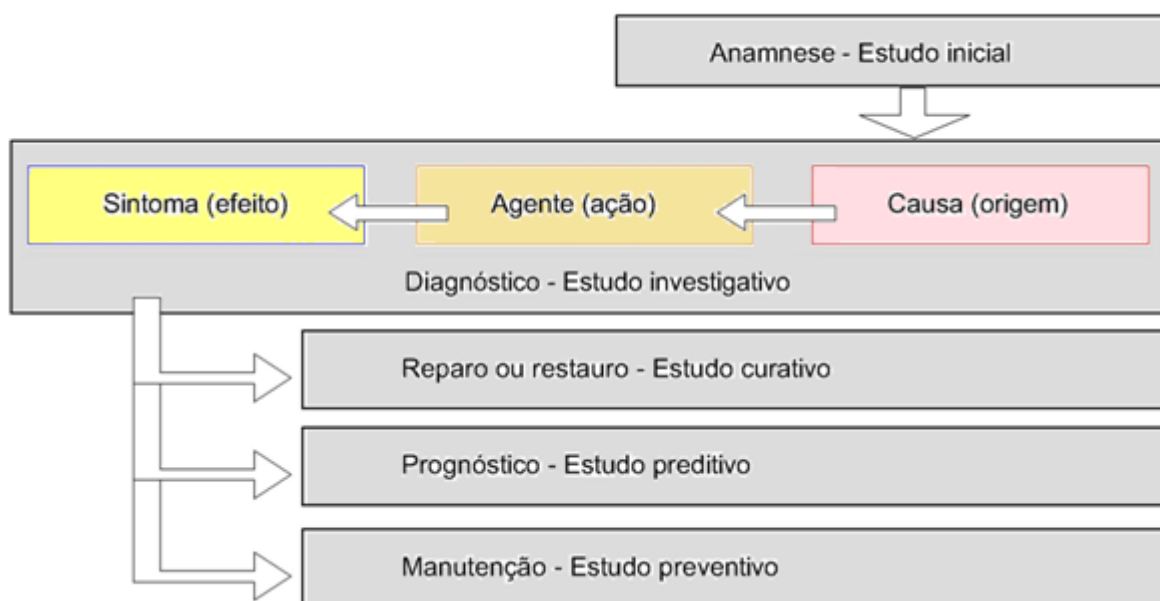 Anamnese - Estudo inicial
Sintoma (efeito)
Agente (ação)
Causa (origem)
Diagnóstico - Estudo investigativo
Reparo ou restauro - Estudo curativo
Prognóstico - Estudo preditivo
Manutenção - Estudo preventivo